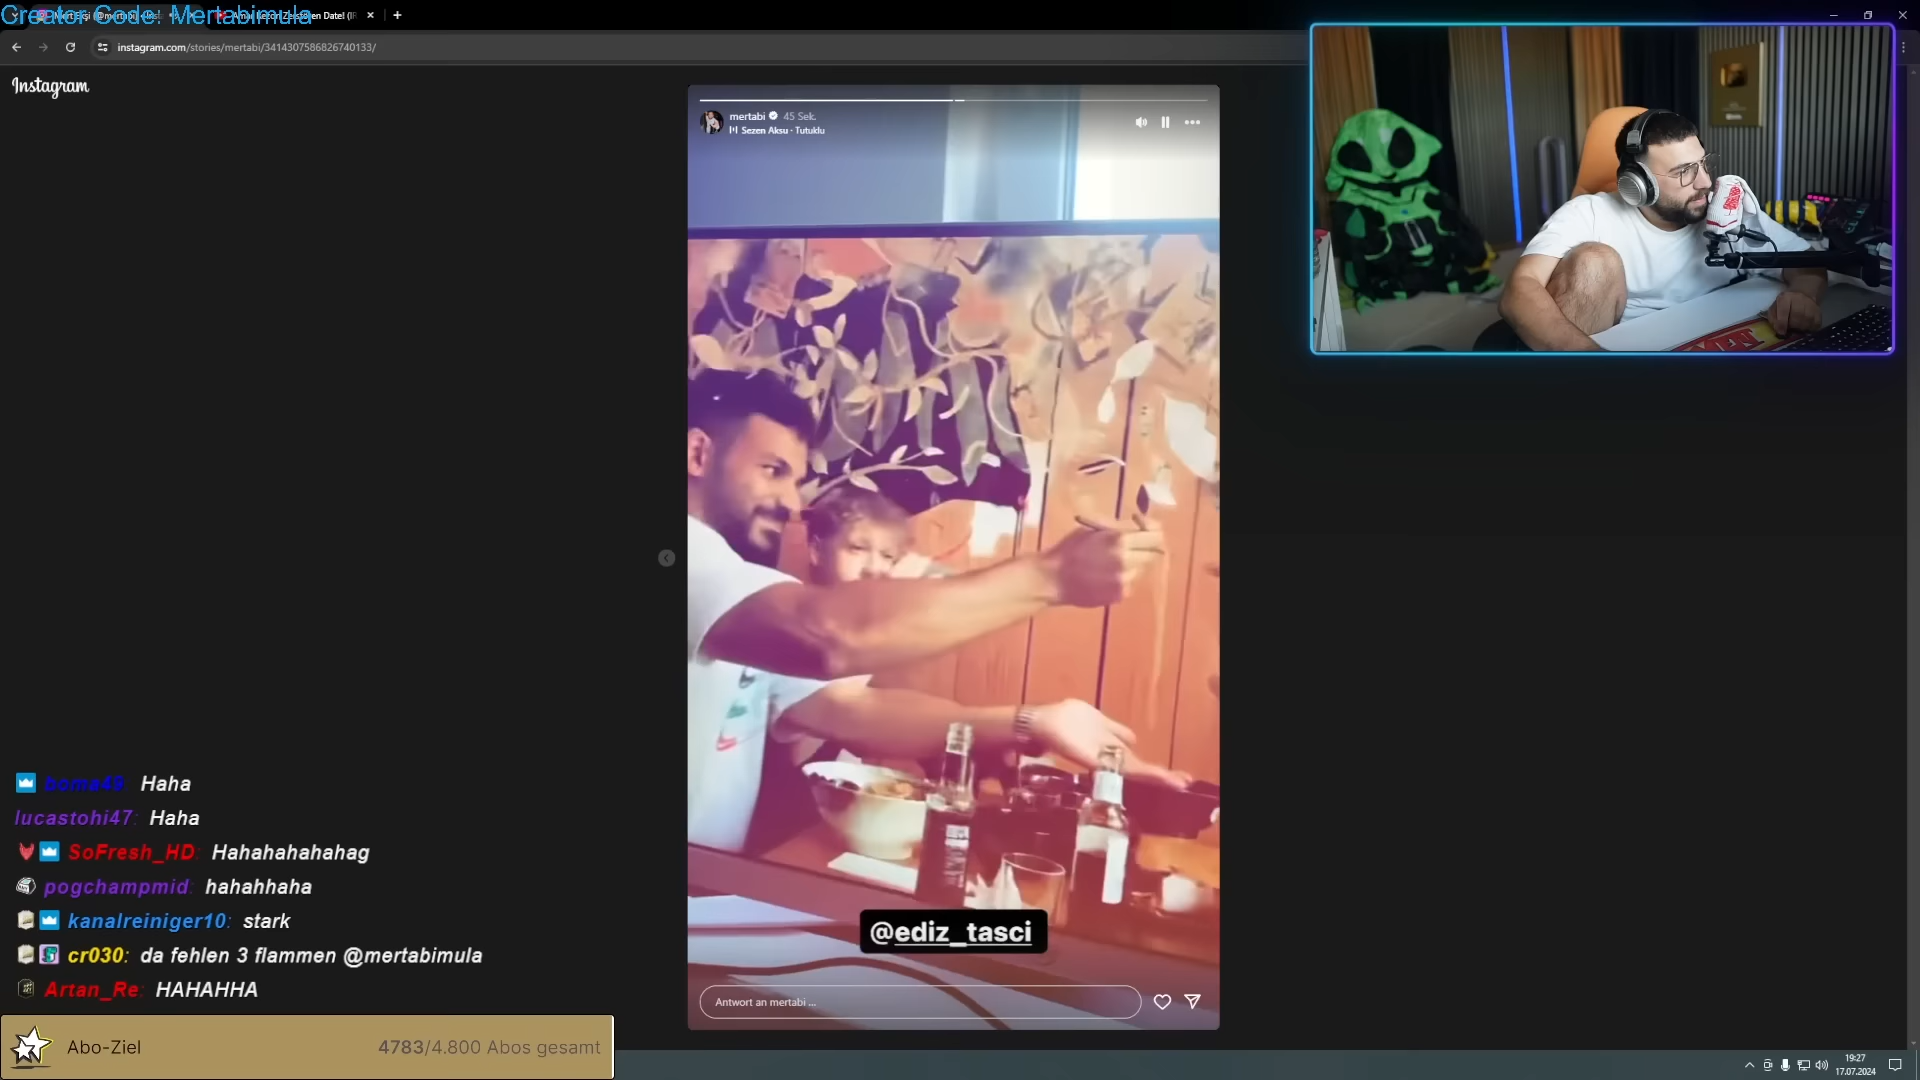 Creator Code: Mertabimula
instagram.com/stories/mertabi/3414307586826740133/
Instagram
mertabi 45 Sek.
Sezen Aksu · Tutuklu
@ediz_tasci
Antwort an mertabi ...
boma49: Haha
lucastohi47: Haha
SoFresh_HD: Hahahahahahag
pogchampmid: hahahhaha
kanalreiniger10: stark
cr030: da fehlen 3 flammen @mertabimula
Artan_Re: HAHAHHA
Abo-Ziel 4783/4.800 Abos gesamt
19:27
17.07.2024